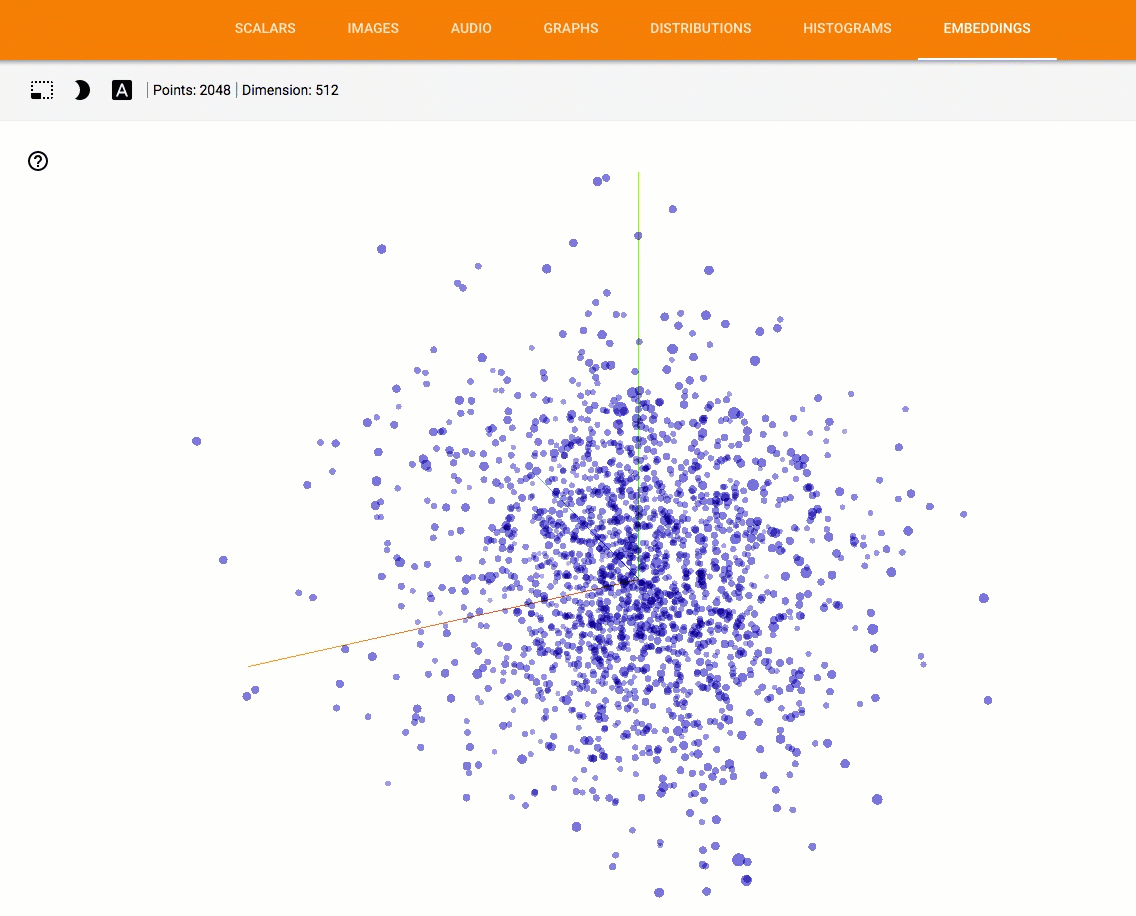 SCALARS IMAGES AUDIO GRAPHS DISTRIBUTIONS HISTOGRAMS EMBEDDINGS
A | Points: 2048 | Dimension: 512
?